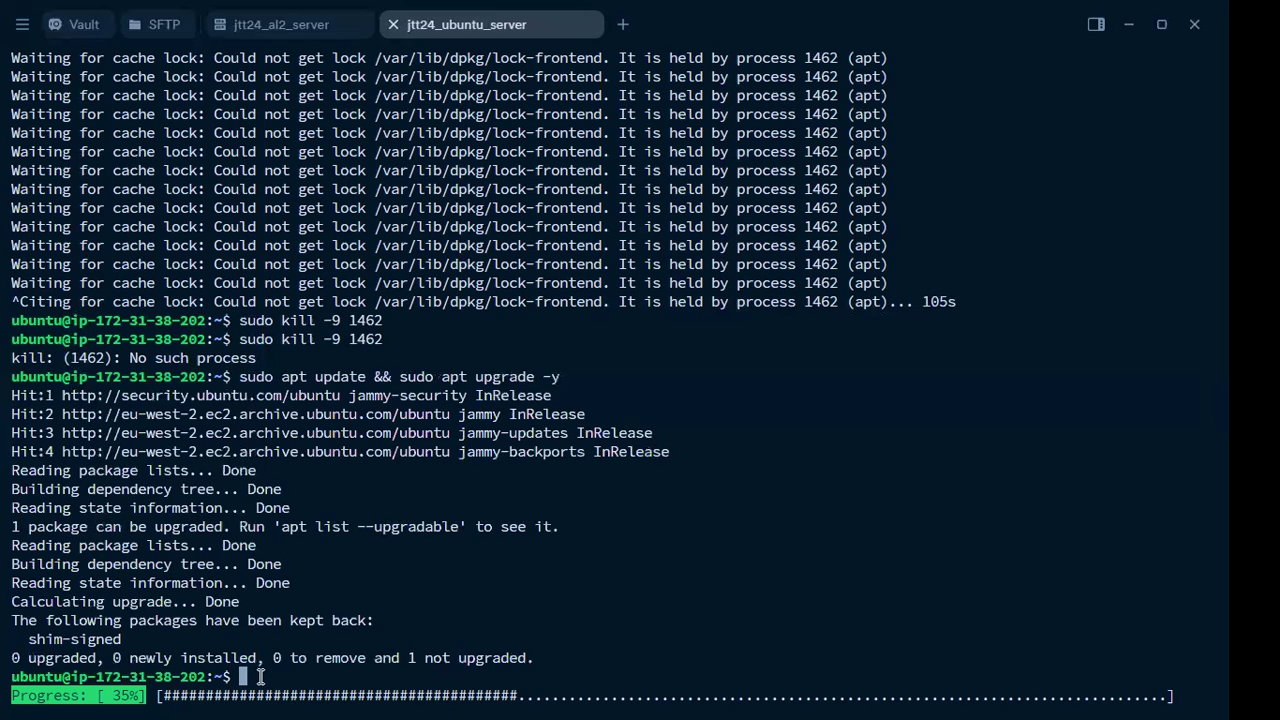 Vault SFTP jtt24_al2_server jtt24_ubuntu_server
Waiting for cache lock: Could not get lock /var/lib/dpkg/lock-frontend. It is held by process 1462 (apt)
Waiting for cache lock: Could not get lock /var/lib/dpkg/lock-frontend. It is held by process 1462 (apt)
Waiting for cache lock: Could not get lock /var/lib/dpkg/lock-frontend. It is held by process 1462 (apt)
Waiting for cache lock: Could not get lock /var/lib/dpkg/lock-frontend. It is held by process 1462 (apt)
Waiting for cache lock: Could not get lock /var/lib/dpkg/lock-frontend. It is held by process 1462 (apt)
Waiting for cache lock: Could not get lock /var/lib/dpkg/lock-frontend. It is held by process 1462 (apt)
Waiting for cache lock: Could not get lock /var/lib/dpkg/lock-frontend. It is held by process 1462 (apt)
Waiting for cache lock: Could not get lock /var/lib/dpkg/lock-frontend. It is held by process 1462 (apt)
Waiting for cache lock: Could not get lock /var/lib/dpkg/lock-frontend. It is held by process 1462 (apt)
Waiting for cache lock: Could not get lock /var/lib/dpkg/lock-frontend. It is held by process 1462 (apt)
Waiting for cache lock: Could not get lock /var/lib/dpkg/lock-frontend. It is held by process 1462 (apt)
Waiting for cache lock: Could not get lock /var/lib/dpkg/lock-frontend. It is held by process 1462 (apt)
Waiting for cache lock: Could not get lock /var/lib/dpkg/lock-frontend. It is held by process 1462 (apt)
^Citing for cache lock: Could not get lock /var/lib/dpkg/lock-frontend. It is held by process 1462 (apt)... 105s
ubuntu@ip-172-31-38-202:~$ sudo kill -9 1462
ubuntu@ip-172-31-38-202:~$ sudo kill -9 1462
kill: (1462): No such process
ubuntu@ip-172-31-38-202:~$ sudo apt update && sudo apt upgrade -y
Hit:1 http://security.ubuntu.com/ubuntu jammy-security InRelease
Hit:2 http://eu-west-2.ec2.archive.ubuntu.com/ubuntu jammy InRelease
Hit:3 http://eu-west-2.ec2.archive.ubuntu.com/ubuntu jammy-updates InRelease
Hit:4 http://eu-west-2.ec2.archive.ubuntu.com/ubuntu jammy-backports InRelease
Reading package lists... Done
Building dependency tree... Done
Reading state information... Done
1 package can be upgraded. Run 'apt list --upgradable' to see it.
Reading package lists... Done
Building dependency tree... Done
Reading state information... Done
Calculating upgrade... Done
The following packages have been kept back:
  shim-signed
0 upgraded, 0 newly installed, 0 to remove and 1 not upgraded.
ubuntu@ip-172-31-38-202:~$
Progress: [ 35%] [##########################################.............................................................................]